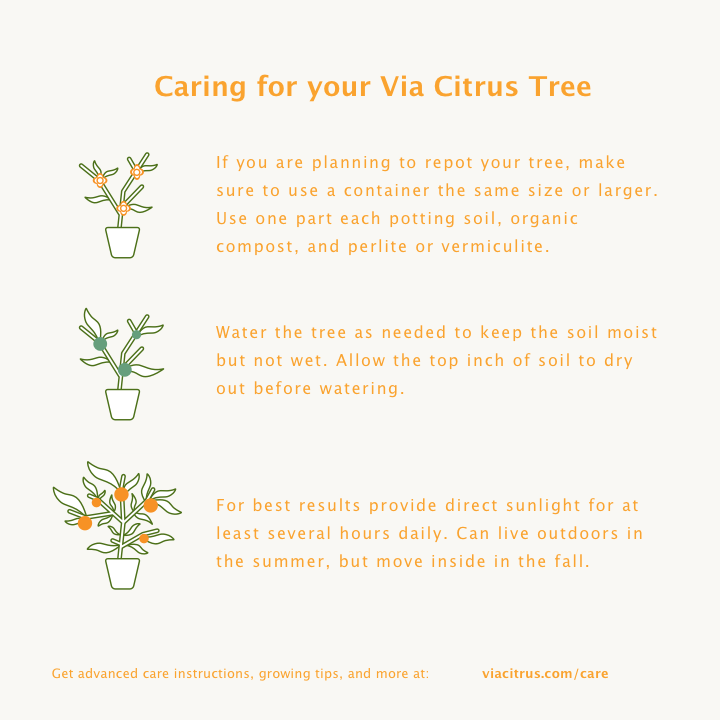 Caring for your Via Citrus Tree
If you are planning to repot your tree, make
sure to use a container the same size or larger.
Use one part each potting soil, organic
compost, and perlite or vermiculite.
Water the tree as needed to keep the soil moist
but not wet. Allow the top inch of soil to dry
out before watering.
For best results provide direct sunlight for at
least several hours daily. Can live outdoors in
the summer, but move inside in the fall.
Get advanced care instructions, growing tips, and more at: viacitrus.com/care